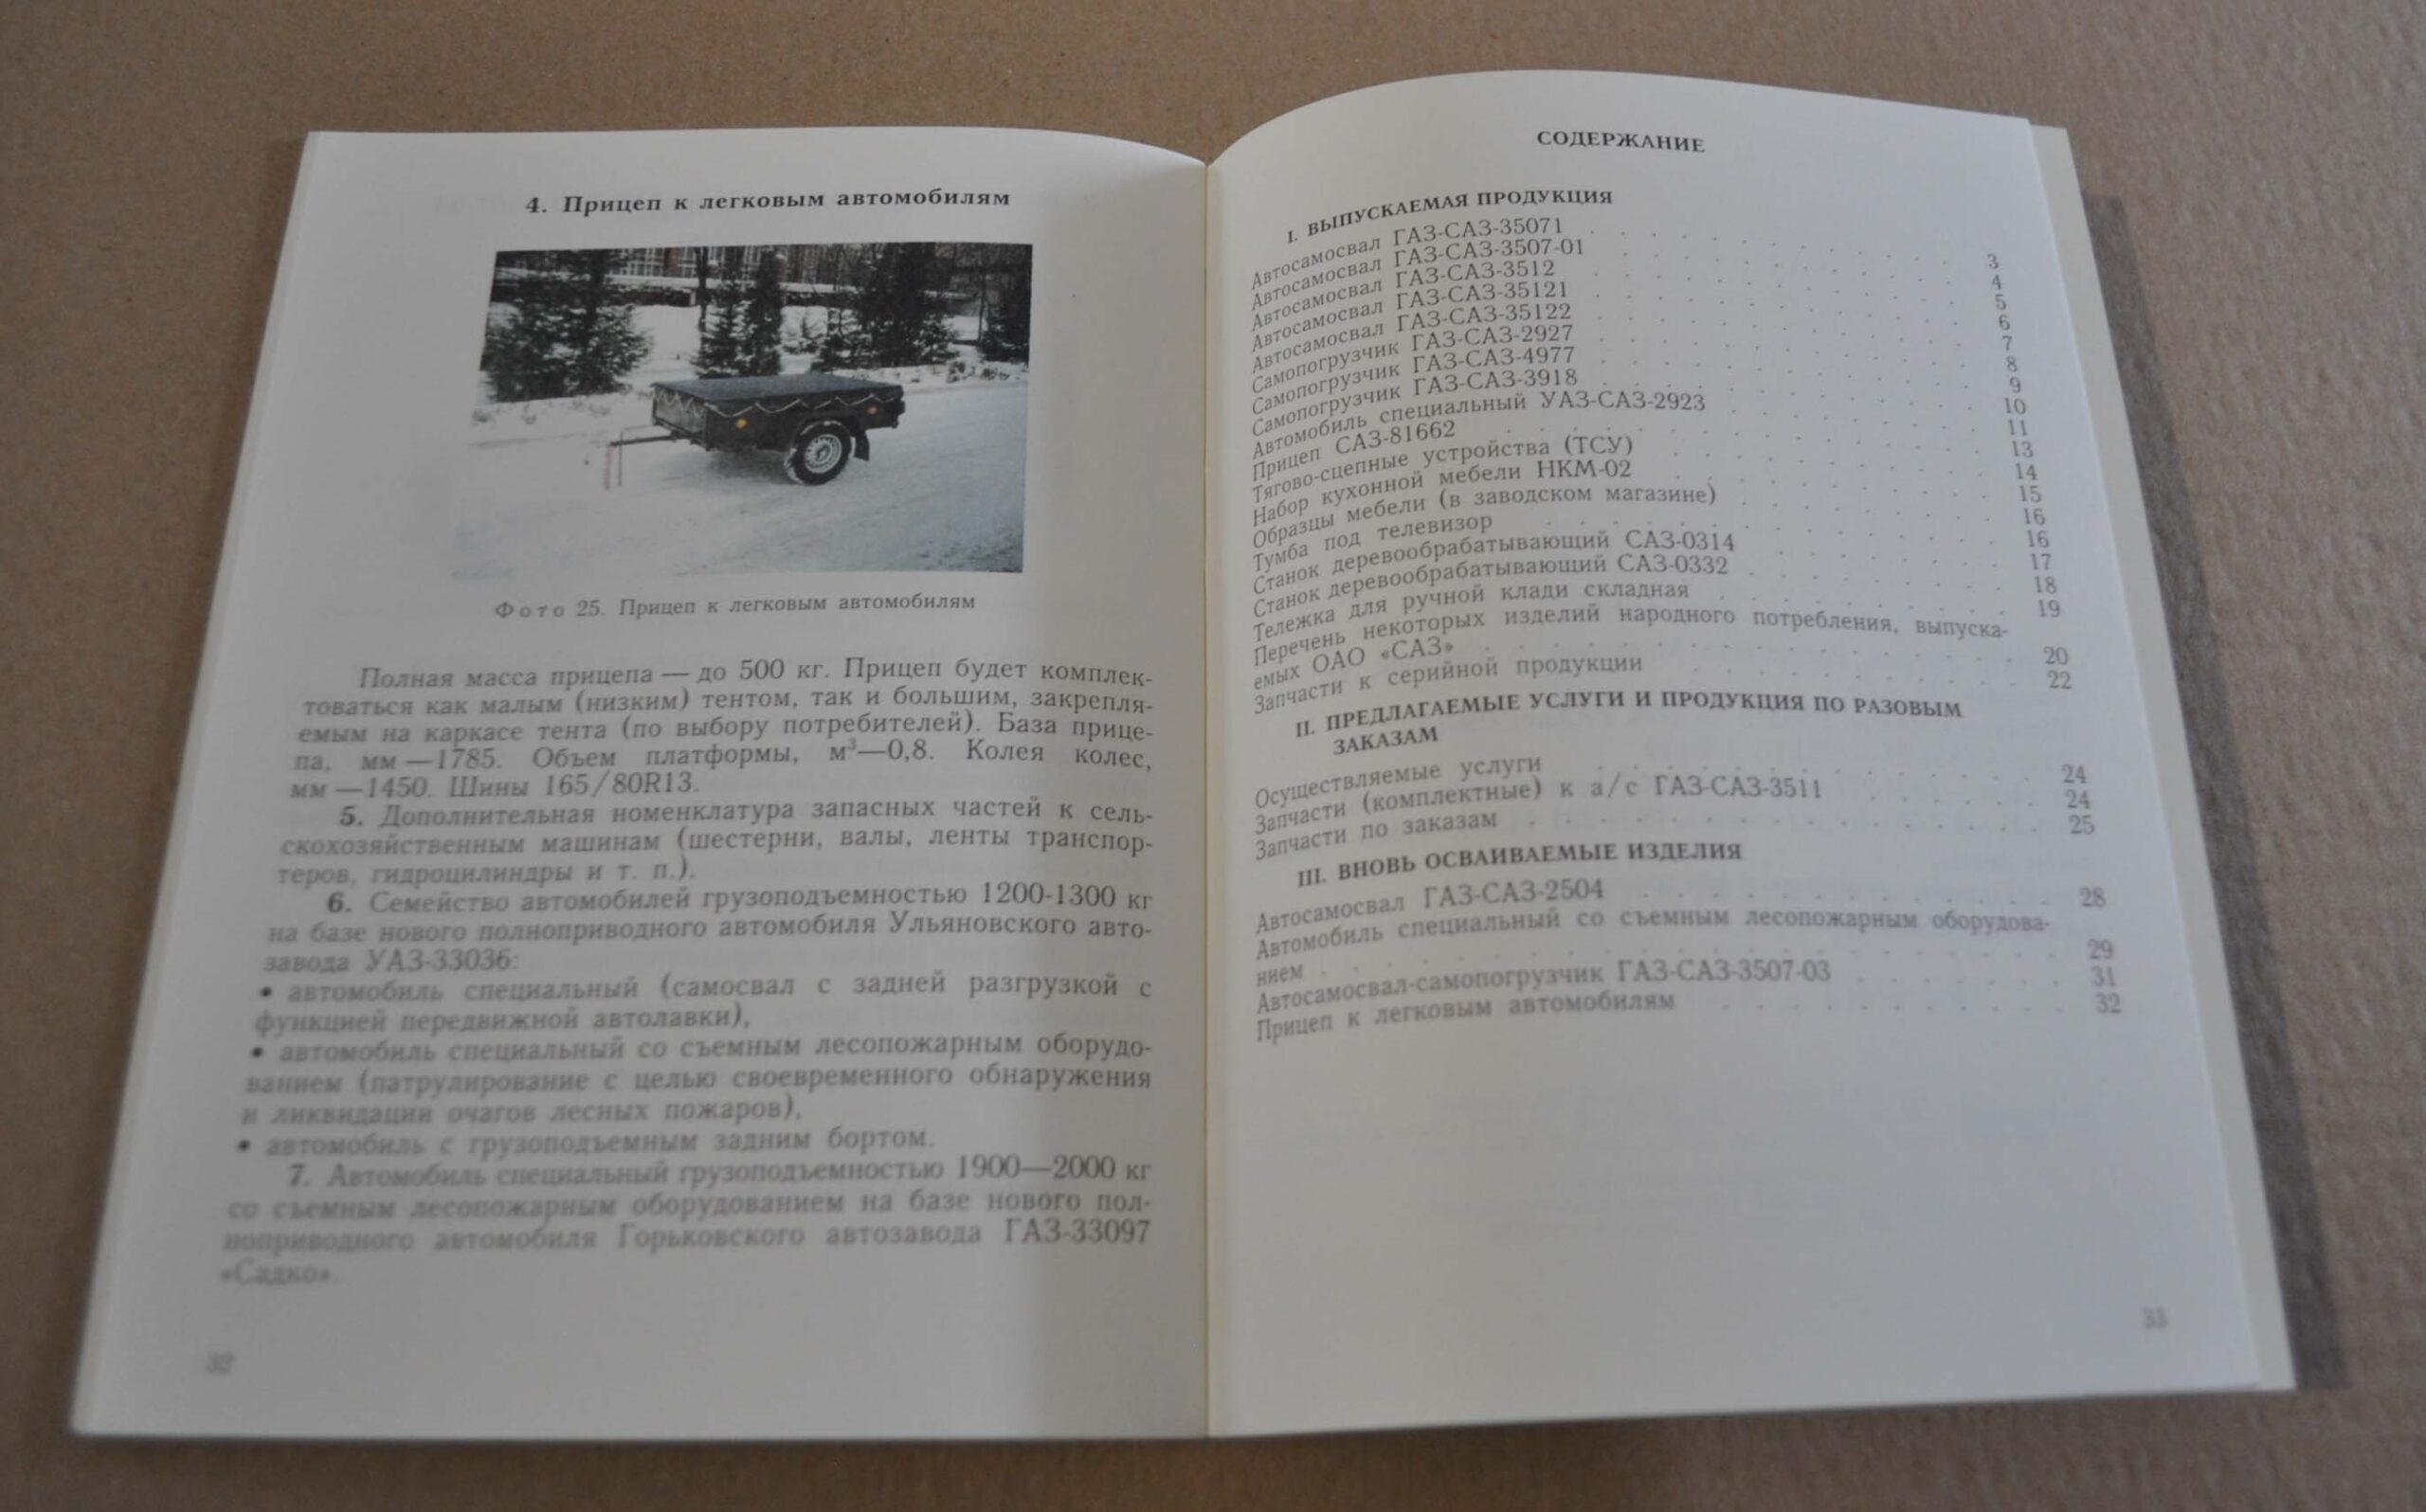 4. Прицеп к легковым автомобилям
Фото 25. Прицеп к легковым автомобилям
Полная масса прицепа — до 500 кг. Прицеп будет комплек-
товаться как малым (низким) тентом, так и большим, закрепля-
емым на каркасе тента (по выбору потребителей). База прице-
па, мм — 1785. Объем платформы, м³—0,8. Колея колес,
мм — 1450. Шины 165/80R13.
5. Дополнительная номенклатура запасных частей к сель-
скохозяйственным машинам (шестерни, валы, ленты транспор-
теров, гидроцилиндры и т. п.).
6. Семейство автомобилей грузоподъемностью 1200-1300 кг
на базе нового полноприводного автомобиля Ульяновского авто-
завода УАЗ-33036:
• автомобиль специальный (самосвал с задней разгрузкой с
функцией передвижной автолавки),
• автомобиль специальный со съемным лесопожарным оборудо-
ванием (патрулирование с целью своевременного обнаружения
и ликвидации очагов лесных пожаров),
• автомобиль с грузоподъемным задним бортом.
7. Автомобиль специальный грузоподъемностью 1900—2000 кг
со съемным лесопожарным оборудованием на базе нового пол-
ноприводного автомобиля Горьковского автозавода ГАЗ-33097
«Садко».
32
СОДЕРЖАНИЕ
I. ВЫПУСКАЕМАЯ ПРОДУКЦИЯ
Автосамосвал ГАЗ-САЗ-35071 . . . 3
Автосамосвал ГАЗ-САЗ-3507-01 . . . 4
Автосамосвал ГАЗ-САЗ-3512 . . . 5
Автосамосвал ГАЗ-САЗ-35121 . . . 6
Автосамосвал ГАЗ-САЗ-35122 . . . 7
Самопогрузчик ГАЗ-САЗ-2927 . . . 8
Самопогрузчик ГАЗ-САЗ-4977 . . . 9
Самопогрузчик ГАЗ-САЗ-3918 . . . 10
Автомобиль специальный УАЗ-САЗ-2923 . . . 11
Прицеп САЗ-81662 . . . 13
Тягово-сцепные устройства (ТСУ) . . . 14
Набор кухонной мебели НКМ-02 . . . 15
Образцы мебели (в заводском магазине) . . . 16
Тумба под телевизор . . . 16
Станок деревообрабатывающий САЗ-0314 . . . 17
Станок деревообрабатывающий САЗ-0332 . . . 18
Тележка для ручной клади складная . . . 19
Перечень некоторых изделий народного потребления, выпуска-
емых ОАО «САЗ» . . . 20
Запчасти к серийной продукции . . . 22
II. ПРЕДЛАГАЕМЫЕ УСЛУГИ И ПРОДУКЦИЯ ПО РАЗОВЫМ
ЗАКАЗАМ
Осуществляемые услуги . . . 24
Запчасти (комплектные) к а/с ГАЗ-САЗ-3511 . . . 24
Запчасти по заказам . . . 25
III. ВНОВЬ ОСВАИВАЕМЫЕ ИЗДЕЛИЯ
Автосамосвал ГАЗ-САЗ-2504 . . . 28
Автомобиль специальный со съемным лесопожарным оборудова-
нием . . . 29
Автосамосвал-самопогрузчик ГАЗ-САЗ-3507-03 . . . 31
Прицеп к легковым автомобилям . . . 32
33